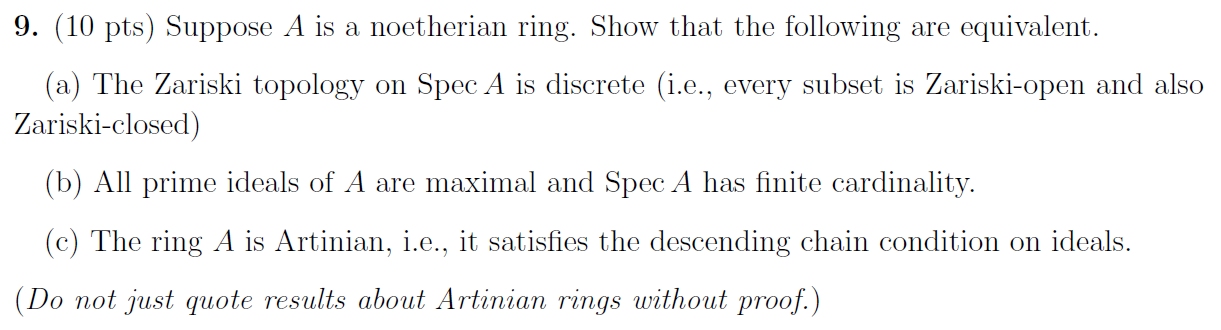 9. (10 pts) Suppose A is a noetherian ring. Show that the following are equivalent.
(a) The Zariski topology on Spec A is discrete (i.e., every subset is Zariski-open and also
Zariski-closed)
(b) All prime ideals of A are maximal and Spec A has finite cardinality.
(c) The ring A is Artinian, i.e., it satisfies the descending chain condition on ideals.
(Do not just quote results about Artinian rings without proof.)